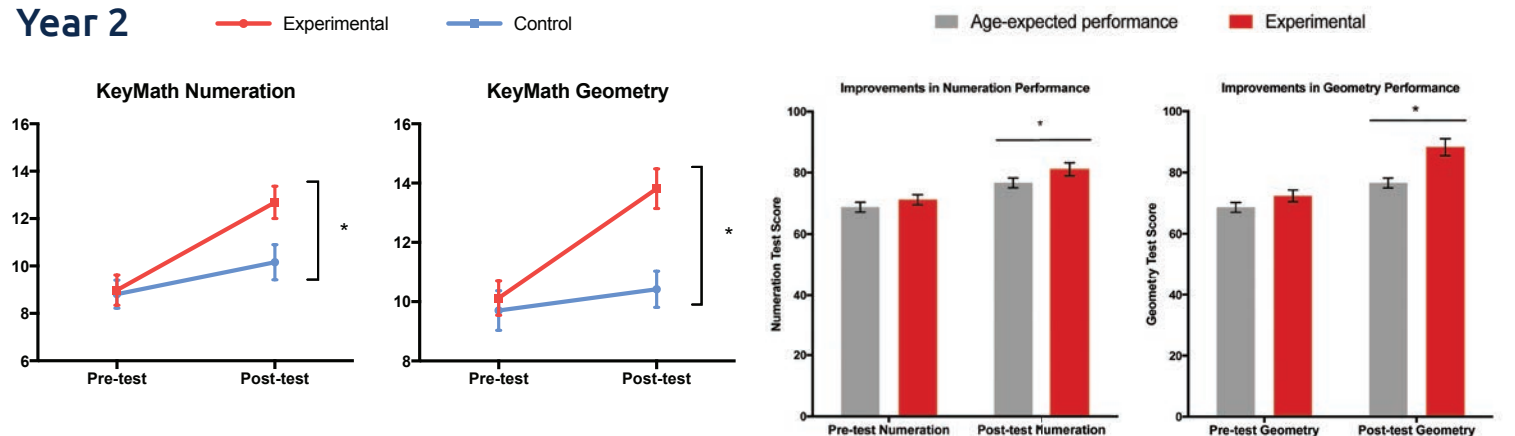 Year 2
Experimental
Control
Age-expected performance
Experimental
KeyMath Numeration
16
14
12
10
8
6
Pre-test
Post-test
*
KeyMath Geometry
16
14
12
10
8
Pre-test
Post-test
*
Improvements in Numeration Performance
Numeration Test Score
100
80
60
40
20
0
*
Pre-test Numeration
Post-test Numeration
Improvements in Geometry Performance
Geometry Test Score
100
80
60
40
20
0
*
Pre-test Geometry
Post-test Geometry